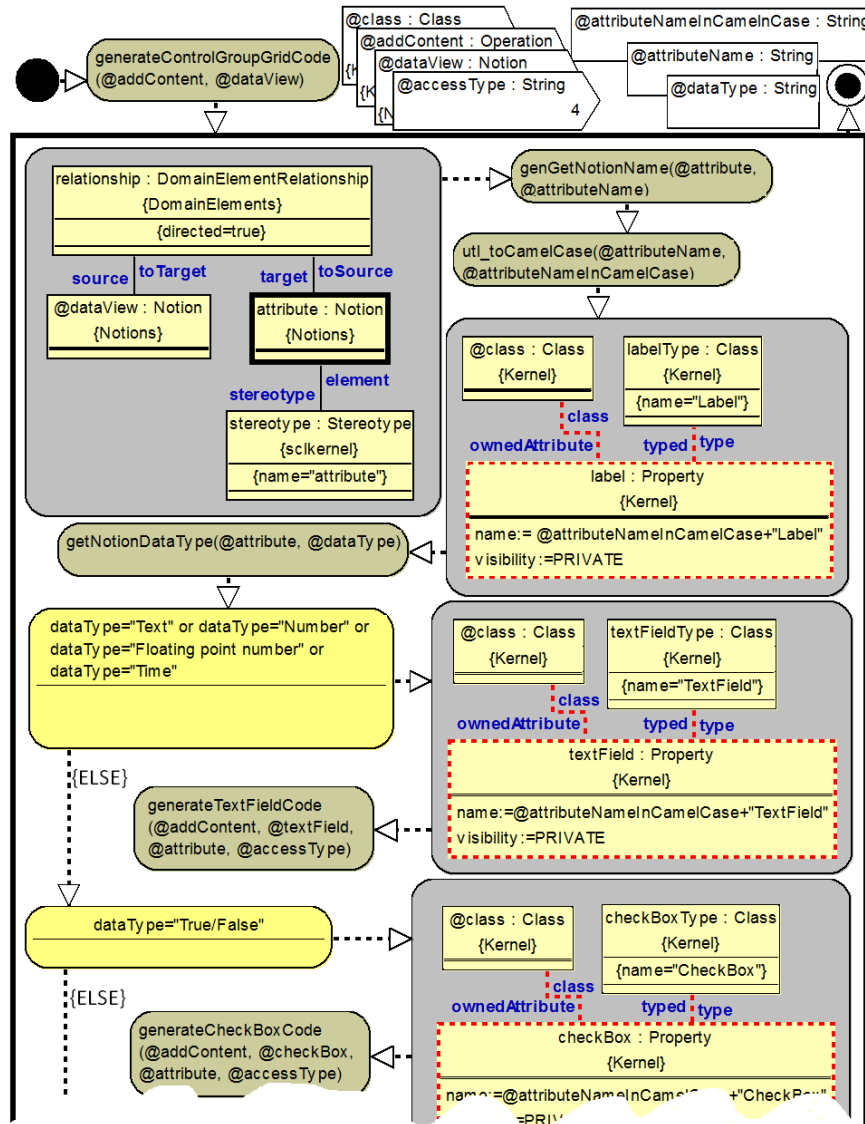 generateControlGroupGridCode
(@addContent, @dataView)
@class : Class
{K
@addContent : Operation
{K
@dataView : Notion
{N
@accessType : String
4
@attributeNameInCamelInCase : String
@attributeName : String
@dataType : String
relationship : DomainElementRelationship
{DomainElements}
{directed=true}
source
toTarget
target
toSource
@dataView : Notion
{Notions}
attribute : Notion
{Notions}
element
stereotype
stereotype : Stereotype
{sclkernel}
{name="attribute"}
genGetNotionName(@attribute,
@attributeName)
utl_toCamelCase(@attributeName,
@attributeNameInCamelCase)
@class : Class
{Kernel}
labelType : Class
{Kernel}
{name="Label"}
class
ownedAttribute
typed
type
label : Property
{Kernel}
name:= @attributeNameInCamelCase+"Label"
visibility:=PRIVATE
getNotionDataType(@attribute, @dataType)
dataType="Text" or dataType="Number" or
dataType="Floating point number" or
dataType="Time"
@class : Class
{Kernel}
textFieldType : Class
{Kernel}
{name="TextField"}
class
ownedAttribute
typed
type
textField : Property
{Kernel}
name:=@attributeNameInCamelCase+"TextField"
visibility:=PRIVATE
{ELSE}
generateTextFieldCode
(@addContent, @textField,
@attribute, @accessType)
dataType="True/False"
@class : Class
{Kernel}
checkBoxType : Class
{Kernel}
{name="CheckBox"}
class
ownedAttribute
typed
type
checkBox : Property
{Kernel}
name:=@attributeNameInCamelCase+"CheckBox"
=PRIV
{ELSE}
generateCheckBoxCode
(@addContent, @checkBox,
@attribute, @accessType)